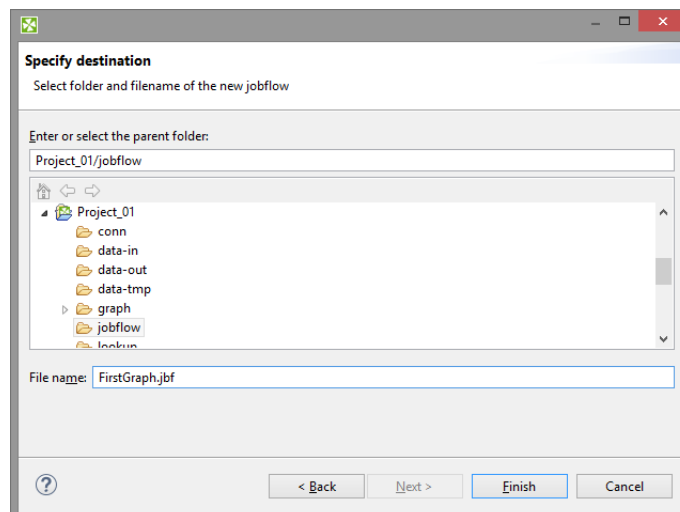 Specify destination
Select folder and filename of the new jobflow
Enter or select the parent folder:
Project_01/jobflow
Project_01
conn
data-in
data-out
data-tmp
graph
jobflow
lookup
File name: FirstGraph.jbf
< Back Next > Finish Cancel